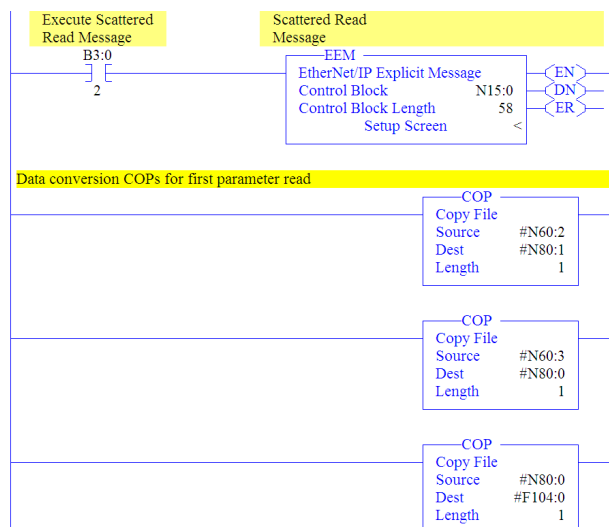 Execute Scattered
Read Message
Scattered Read
Message
B3:0
2
EEM
EtherNet/IP Explicit Message
Control Block N15:0
Control Block Length 58
Setup Screen <
EN
DN
ER
Data conversion COPs for first parameter read
COP
Copy File
Source #N60:2
Dest #N80:1
Length 1
COP
Copy File
Source #N60:3
Dest #N80:0
Length 1
COP
Copy File
Source #N80:0
Dest #F104:0
Length 1